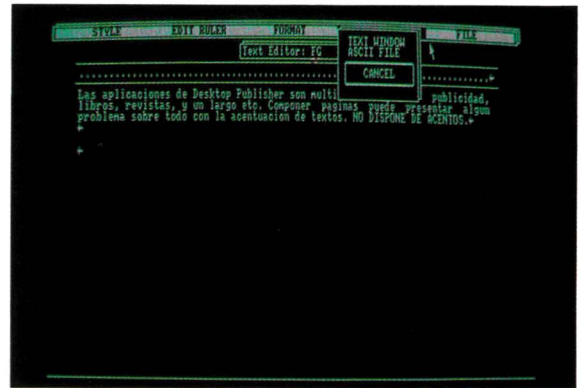 STYLE EDIT RULER FORMAT FILE
Text Editor: FG
TEXT WINDOW
ASCII FILE
CANCEL
Las aplicaciones de Desktop Publisher son multi publicidad,
libros, revistas, y un largo etc. Componer paginas puede presentar algun
problema sobre todo con la acentuacion de textos. NO DISPONE DE ACENTOS.